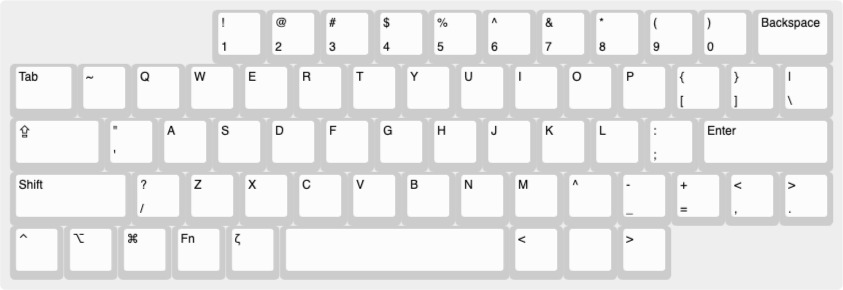 ! @ # $ % ^ & * ( ) Backspace
1 2 3 4 5 6 7 8 9 0
Tab ~ Q W E R T Y U I O P { } |
[ ] \
⇪ " A S D F G H J K L : Enter
' ;
Shift ? Z X C V B N M ^ - + < >
/ _ = , .
^ ⌥ ⌘ Fn ζ < >